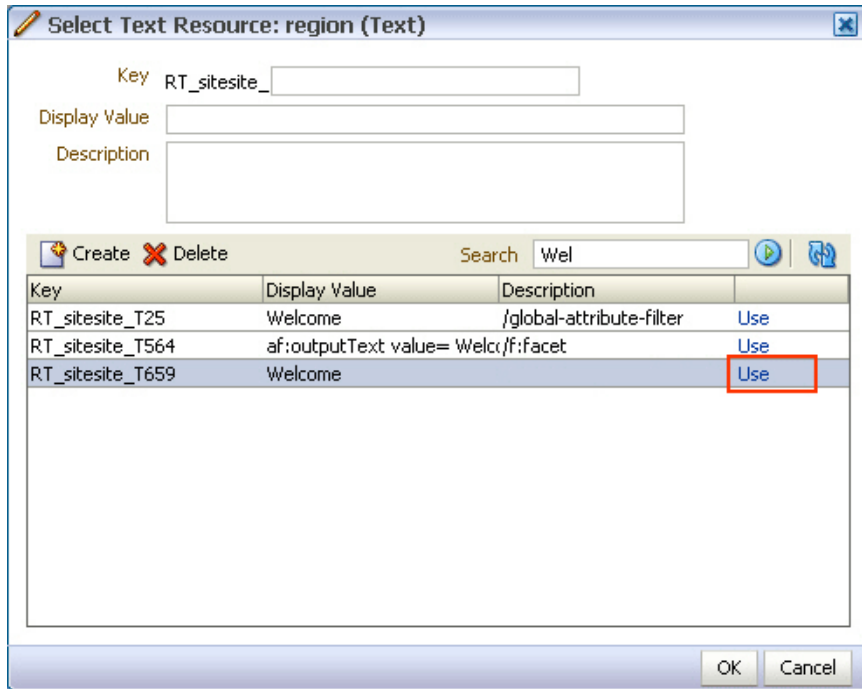 Select Text Resource: region (Text)
Key RT_sitesite_
Display Value
Description
Create Delete Search Wel
Key Display Value Description
RT_sitesite_T25 Welcome /global-attribute-filter Use
RT_sitesite_T564 af:outputText value= Welc /f:facet Use
RT_sitesite_T659 Welcome Use
OK Cancel